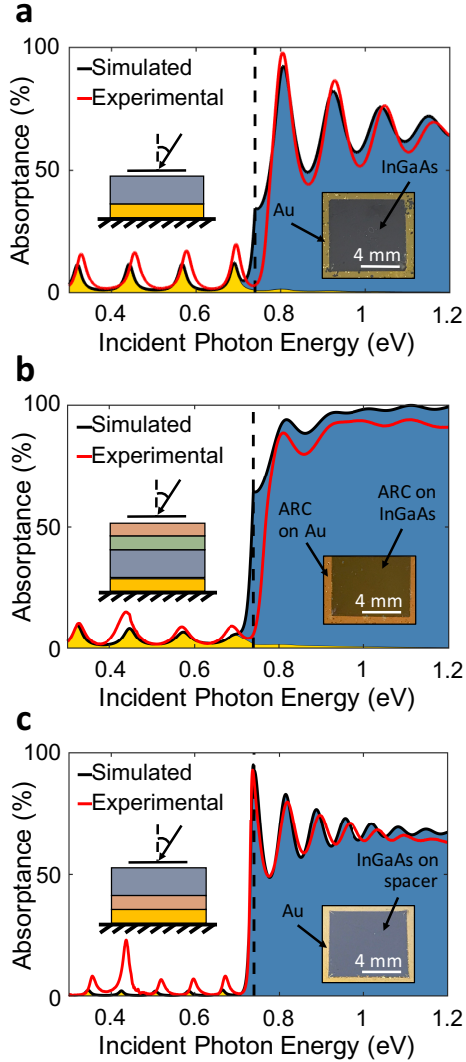 a
100
50
0
Absorptance (%)
Simulated
Experimental
Au
InGaAs
4 mm
0.4
0.6
0.8
1
1.2
Incident Photon Energy (eV)
b
100
50
0
Absorptance (%)
Simulated
Experimental
ARC
on Au
ARC on
InGaAs
4 mm
0.4
0.6
0.8
1
1.2
Incident Photon Energy (eV)
c
100
50
0
Absorptance (%)
Simulated
Experimental
Au
InGaAs on
spacer
4 mm
0.4
0.6
0.8
1
1.2
Incident Photon Energy (eV)